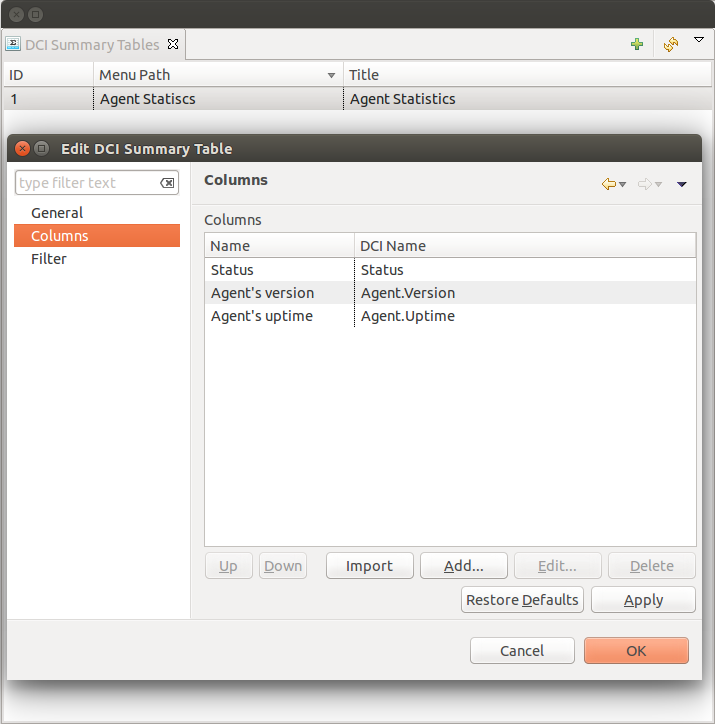 DCI Summary Tables
ID Menu Path Title
1 Agent Statiscs Agent Statistics
Edit DCI Summary Table
type filter text
General
Columns
Filter
Columns
Columns
Name DCI Name
Status Status
Agent's version Agent.Version
Agent's uptime Agent.Uptime
Up Down Import Add... Edit... Delete
Restore Defaults Apply
Cancel OK